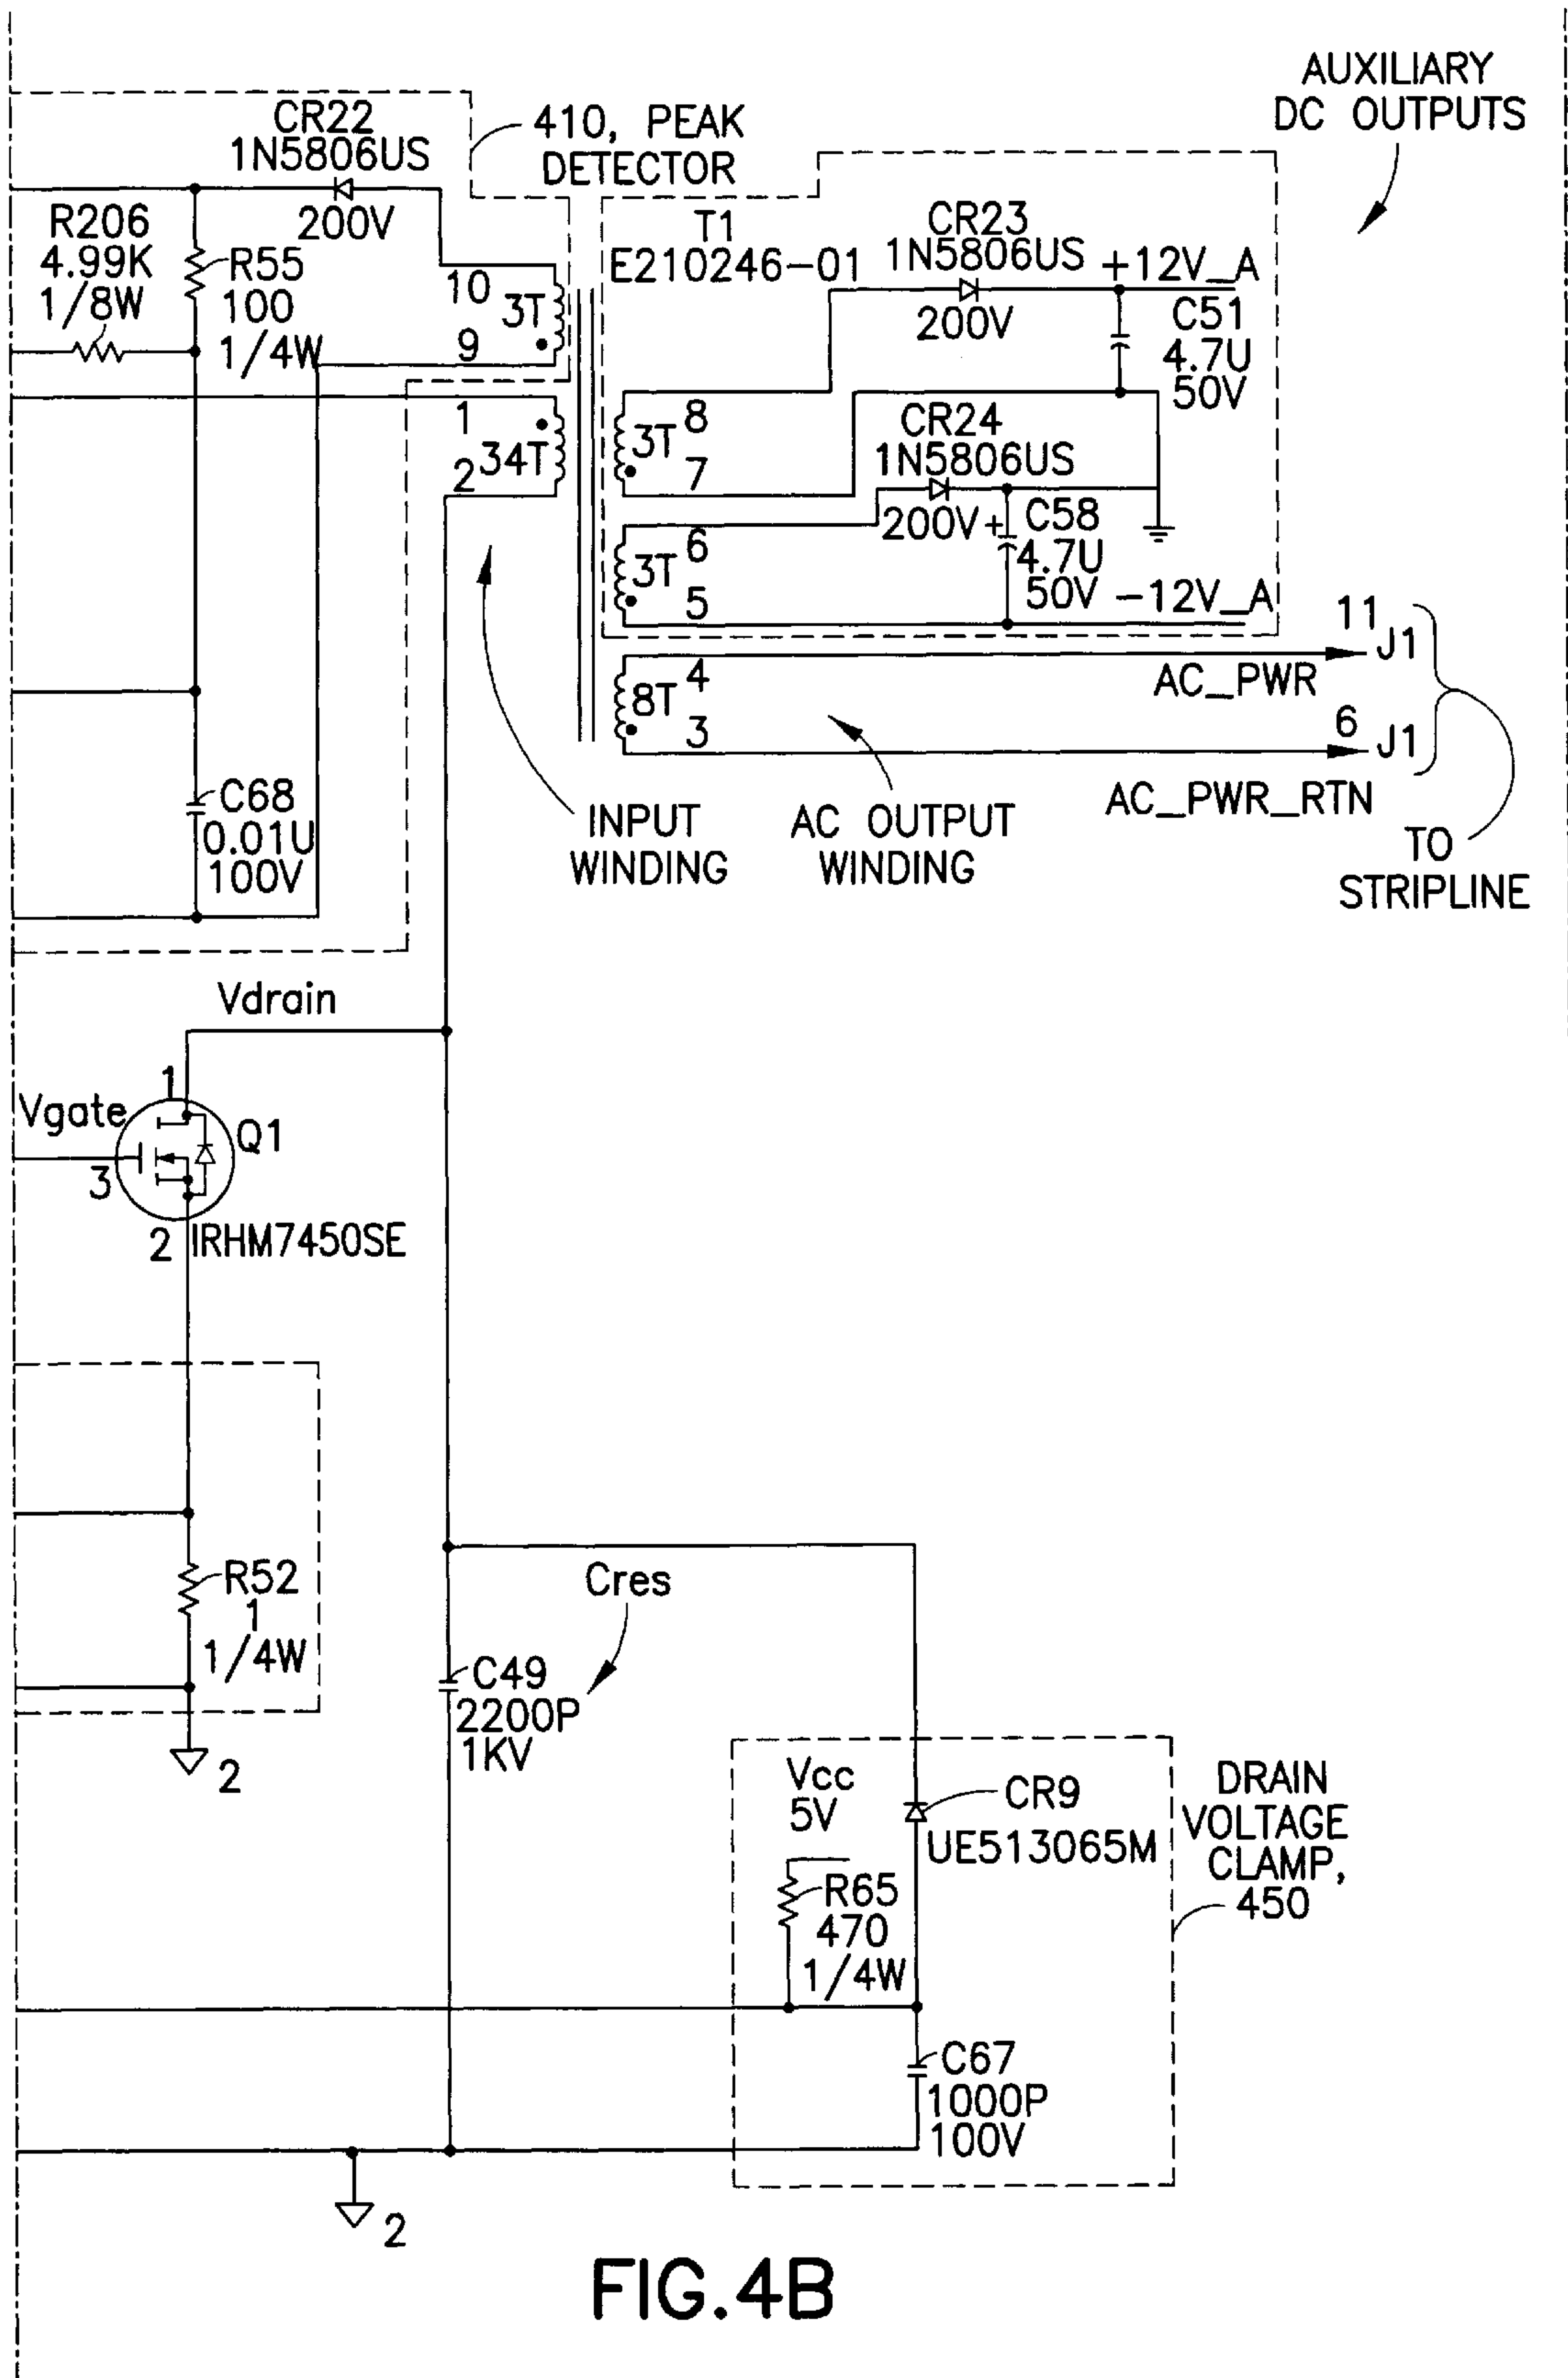 AUXILIARY
DC OUTPUTS
CR22
1N5806US
200V
410, PEAK
DETECTOR
R206
4.99K
1/8W
R55
100
1/4W
10
3T
9
T1
E210246-01
CR23
1N5806US
200V
+12V_A
C51
4.7U
50V
1
34T
2
8
3T
7
CR24
1N5806US
200V
+
C58
4.7U
50V
-12V_A
6
3T
5
4
8T
3
11
J1
AC_PWR
6
J1
AC_PWR_RTN
TO
STRIPLINE
INPUT
WINDING
AC OUTPUT
WINDING
C68
0.01U
100V
Vdrain
1
Vgate
Q1
3
2
IRHM7450SE
R52
1
1/4W
2
Cres
C49
2200P
1KV
Vcc
5V
CR9
UE513065M
DRAIN
VOLTAGE
CLAMP,
450
R65
470
1/4W
C67
1000P
100V
2
FIG.4B